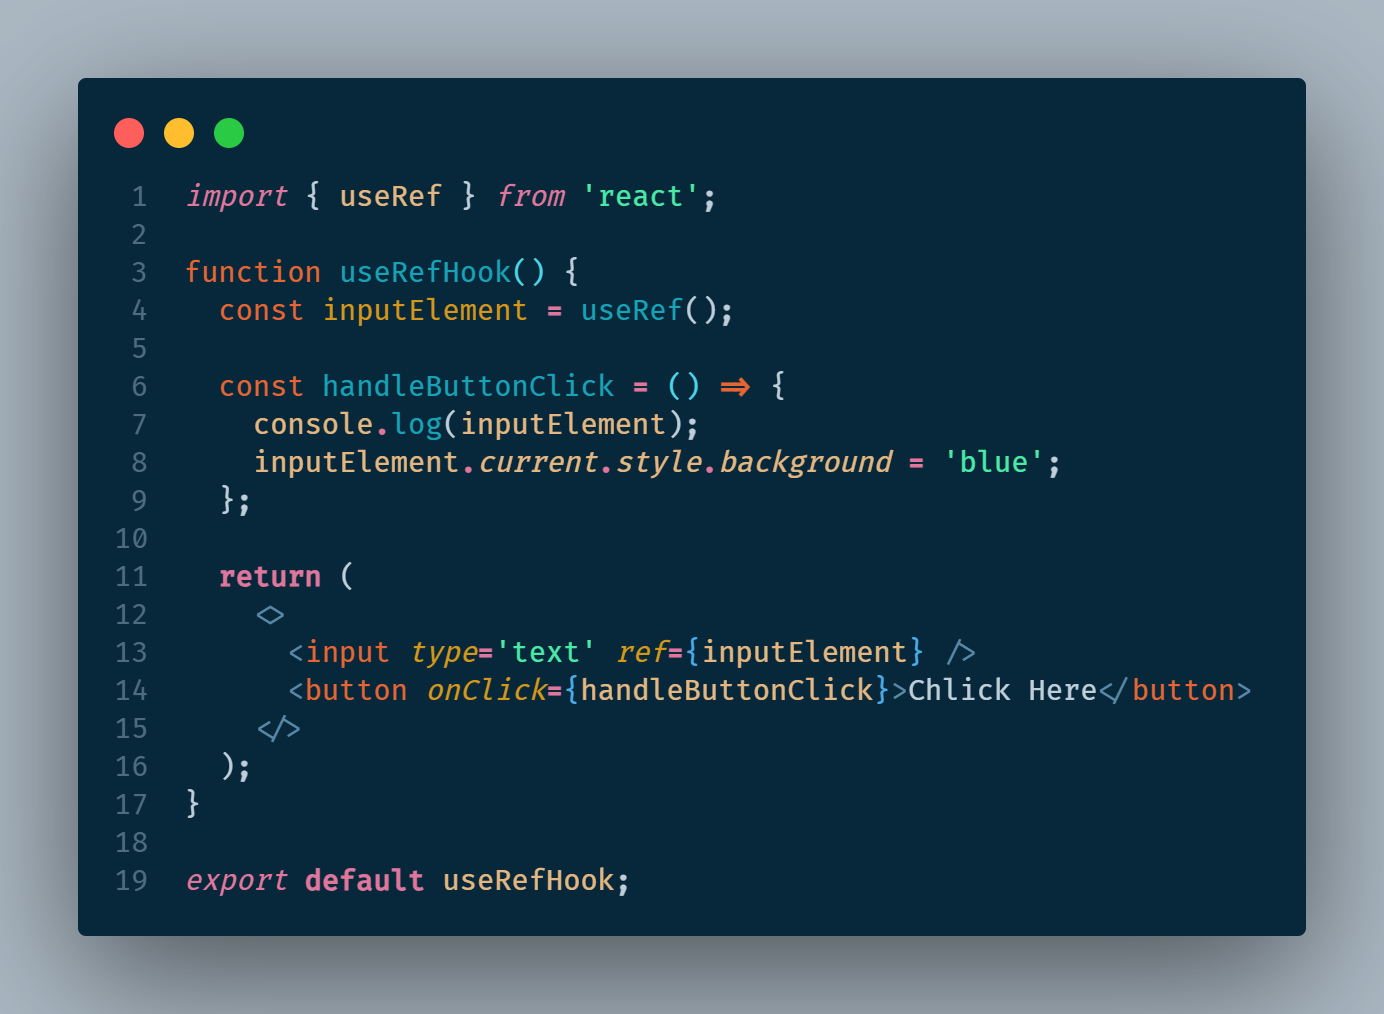 1 import { useRef } from 'react';
2
3 function useRefHook() {
4   const inputElement = useRef();
5
6   const handleButtonClick = () => {
7     console.log(inputElement);
8     inputElement.current.style.background = 'blue';
9   };
10
11   return (
12     <>
13       <input type='text' ref={inputElement} />
14       <button onClick={handleButtonClick}>Chlick Here</button>
15     </>
16   );
17 }
18
19 export default useRefHook;